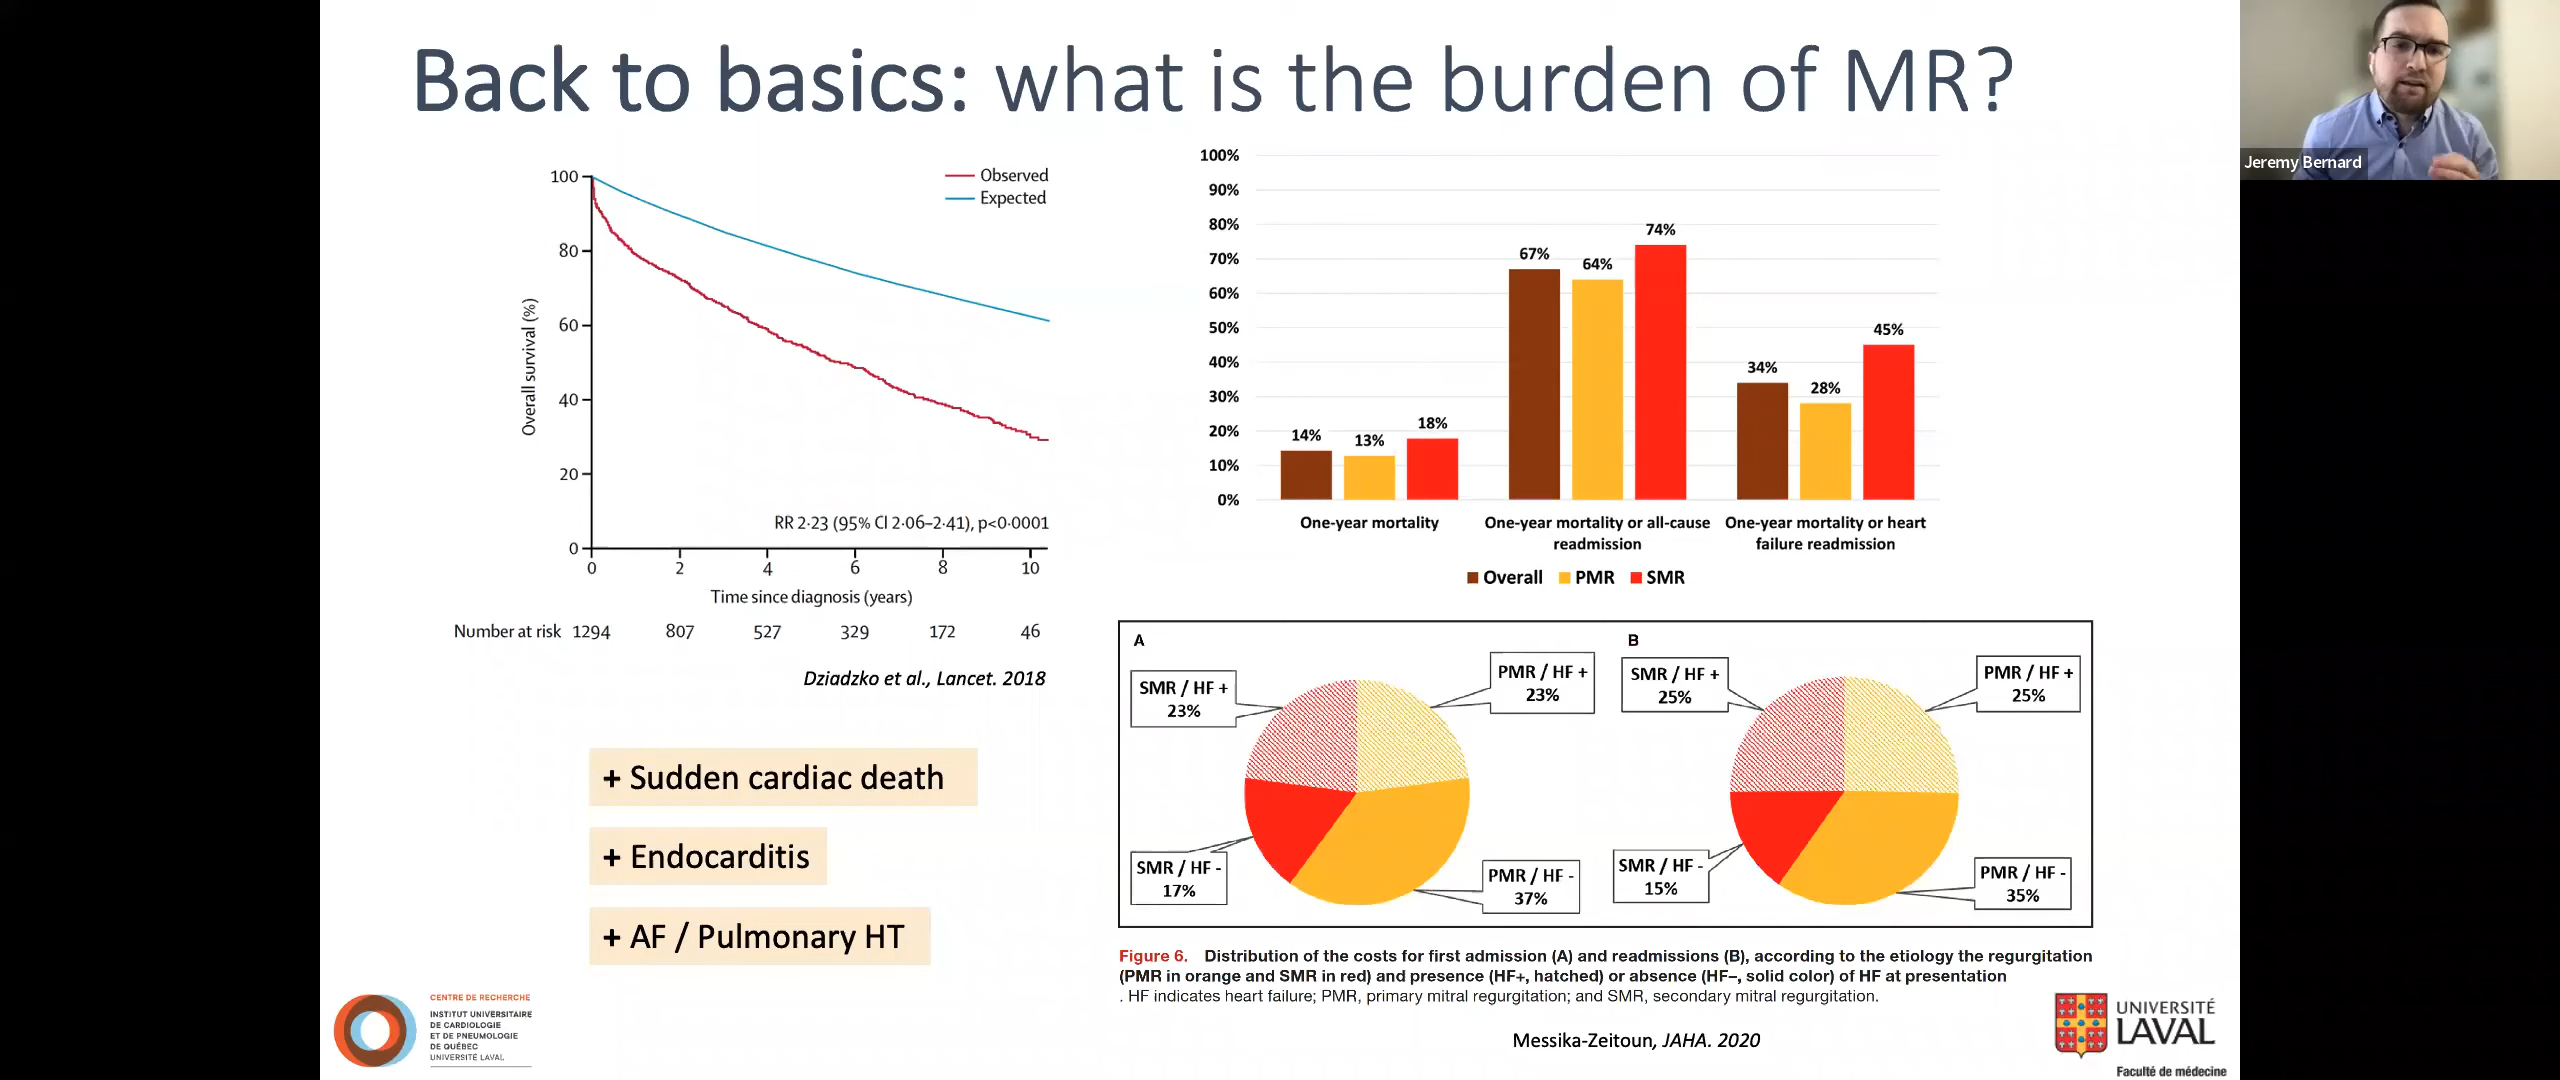 Back to basics: what is the burden of MR?
Jeremy Bernard
Observed
Expected
100
80
60
40
20
0
Overall survival (%)
RR 2·23 (95% CI 2·06–2·41), p<0·0001
0 2 4 6 8 10
Time since diagnosis (years)
Number at risk 1294 807 527 329 172 46
Dziadzko et al., Lancet. 2018
+ Sudden cardiac death
+ Endocarditis
+ AF / Pulmonary HT
100%
90%
80%
70%
60%
50%
40%
30%
20%
10%
0%
14% 13% 18%
67% 64% 74%
34% 28% 45%
One-year mortality
One-year mortality or all-cause
readmission
One-year mortality or heart
failure readmission
Overall PMR SMR
A
SMR / HF +
23%
PMR / HF +
23%
SMR / HF -
17%
PMR / HF -
37%
B
SMR / HF +
25%
PMR / HF +
25%
SMR / HF -
15%
PMR / HF -
35%
Figure 6. Distribution of the costs for first admission (A) and readmissions (B), according to the etiology the regurgitation
(PMR in orange and SMR in red) and presence (HF+, hatched) or absence (HF–, solid color) of HF at presentation
. HF indicates heart failure; PMR, primary mitral regurgitation; and SMR, secondary mitral regurgitation.
Messika-Zeitoun, JAHA. 2020
CENTRE DE RECHERCHE
INSTITUT UNIVERSITAIRE
DE CARDIOLOGIE
ET DE PNEUMOLOGIE
DE QUÉBEC
UNIVERSITÉ LAVAL
UNIVERSITÉ
LAVAL
Faculté de médecine